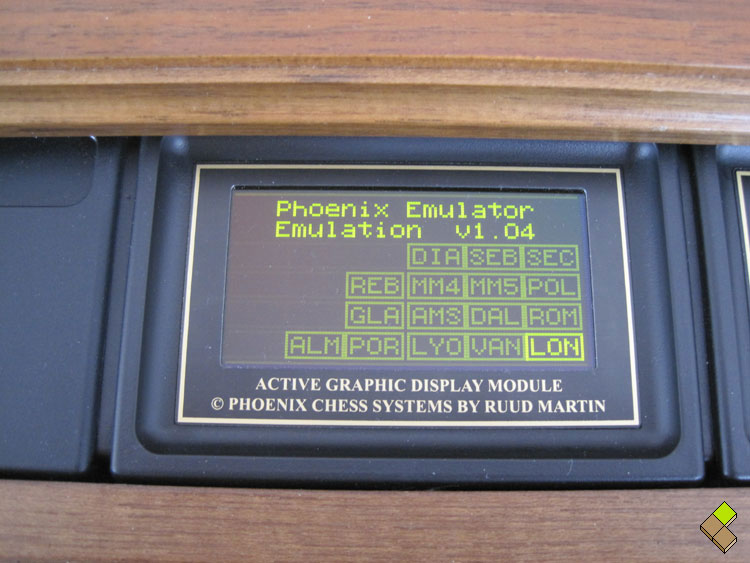 Phoenix Emulator
Emulation v1.04
DIA SEB SEC
REB MM4 MM5 POL
GLA AMS DAL ROM
ALM POR LYO VAN LON
ACTIVE GRAPHIC DISPLAY MODULE
© PHOENIX CHESS SYSTEMS BY RUUD MARTIN